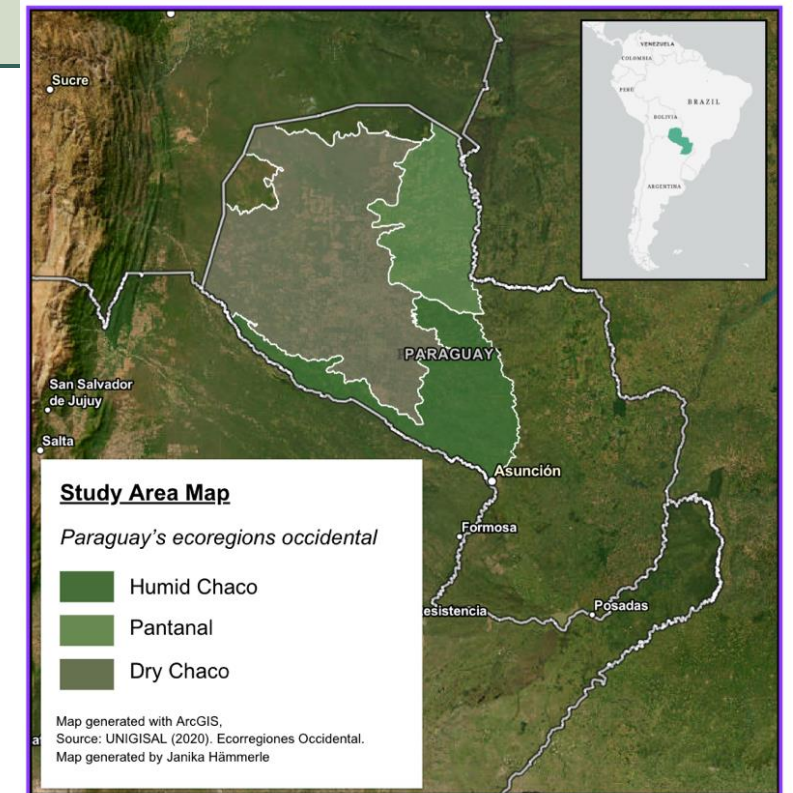 Sucre
VENEZUELA
COLOMBIA
PERÚ
BRAZIL
BOLIVIA
ARGENTINA
PARAGUAY
San Salvador
de Jujuy
Salta
Asunción
Formosa
esistencia
Posadas
Study Area Map
Paraguay's ecoregions occidental
Humid Chaco
Pantanal
Dry Chaco
Map generated with ArcGIS,
Source: UNIGISAL (2020). Ecorregiones Occidental.
Map generated by Janika Hämmerle